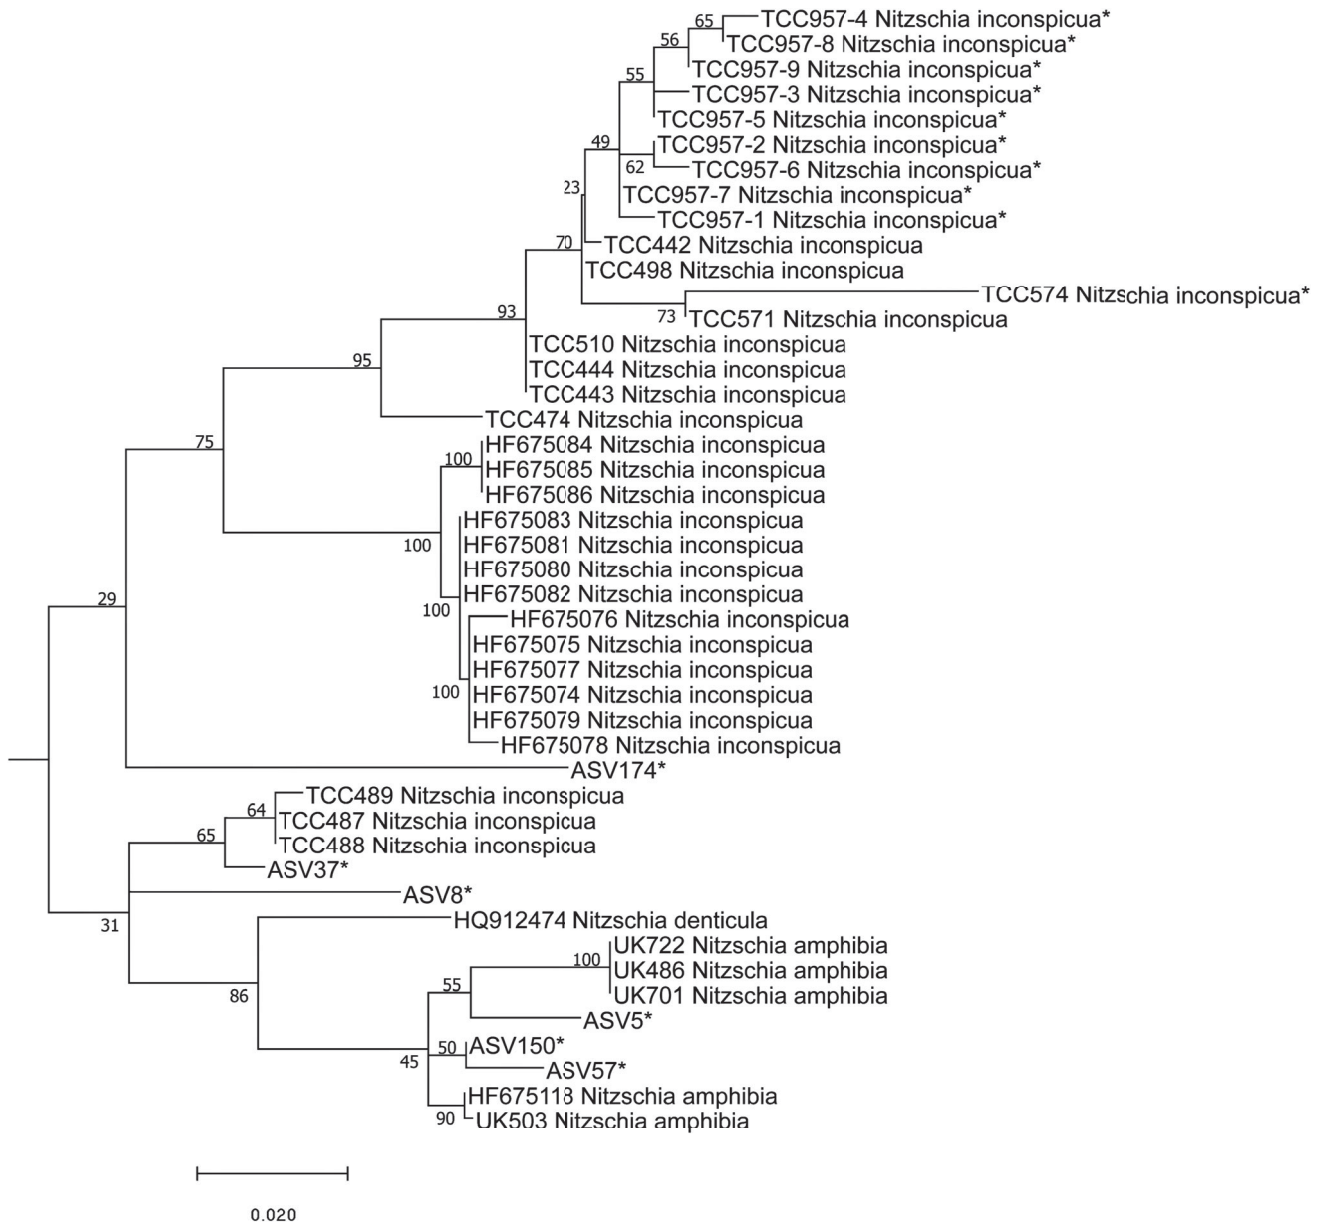 65
TCC957-4 Nitzschia inconspicua*
56
TCC957-8 Nitzschia inconspicua*
TCC957-9 Nitzschia inconspicua*
55
TCC957-3 Nitzschia inconspicua*
TCC957-5 Nitzschia inconspicua*
49
TCC957-2 Nitzschia inconspicua*
62
TCC957-6 Nitzschia inconspicua*
23
TCC957-7 Nitzschia inconspicua*
TCC957-1 Nitzschia inconspicua*
70
TCC442 Nitzschia inconspicua
TCC498 Nitzschia inconspicua
TCC574 Nitzschia inconspicua*
93
73
TCC571 Nitzschia inconspicua
TCC510 Nitzschia inconspicua
95
TCC444 Nitzschia inconspicua
TCC443 Nitzschia inconspicua
TCC474 Nitzschia inconspicua
75
HF675084 Nitzschia inconspicua
100
HF675085 Nitzschia inconspicua
HF675086 Nitzschia inconspicua
HF675083 Nitzschia inconspicua
100
HF675081 Nitzschia inconspicua
HF675080 Nitzschia inconspicua
29
HF675082 Nitzschia inconspicua
100
HF675076 Nitzschia inconspicua
HF675075 Nitzschia inconspicua
HF675077 Nitzschia inconspicua
100
HF675074 Nitzschia inconspicua
HF675079 Nitzschia inconspicua
HF675078 Nitzschia inconspicua
ASV174*
TCC489 Nitzschia inconspicua
64
TCC487 Nitzschia inconspicua
65
TCC488 Nitzschia inconspicua
ASV37*
ASV8*
31
HQ912474 Nitzschia denticula
UK722 Nitzschia amphibia
100
UK486 Nitzschia amphibia
55
86
UK701 Nitzschia amphibia
ASV5*
50
ASV150*
45
ASV57*
HF675118 Nitzschia amphibia
90
UK503 Nitzschia amphibia
0.020